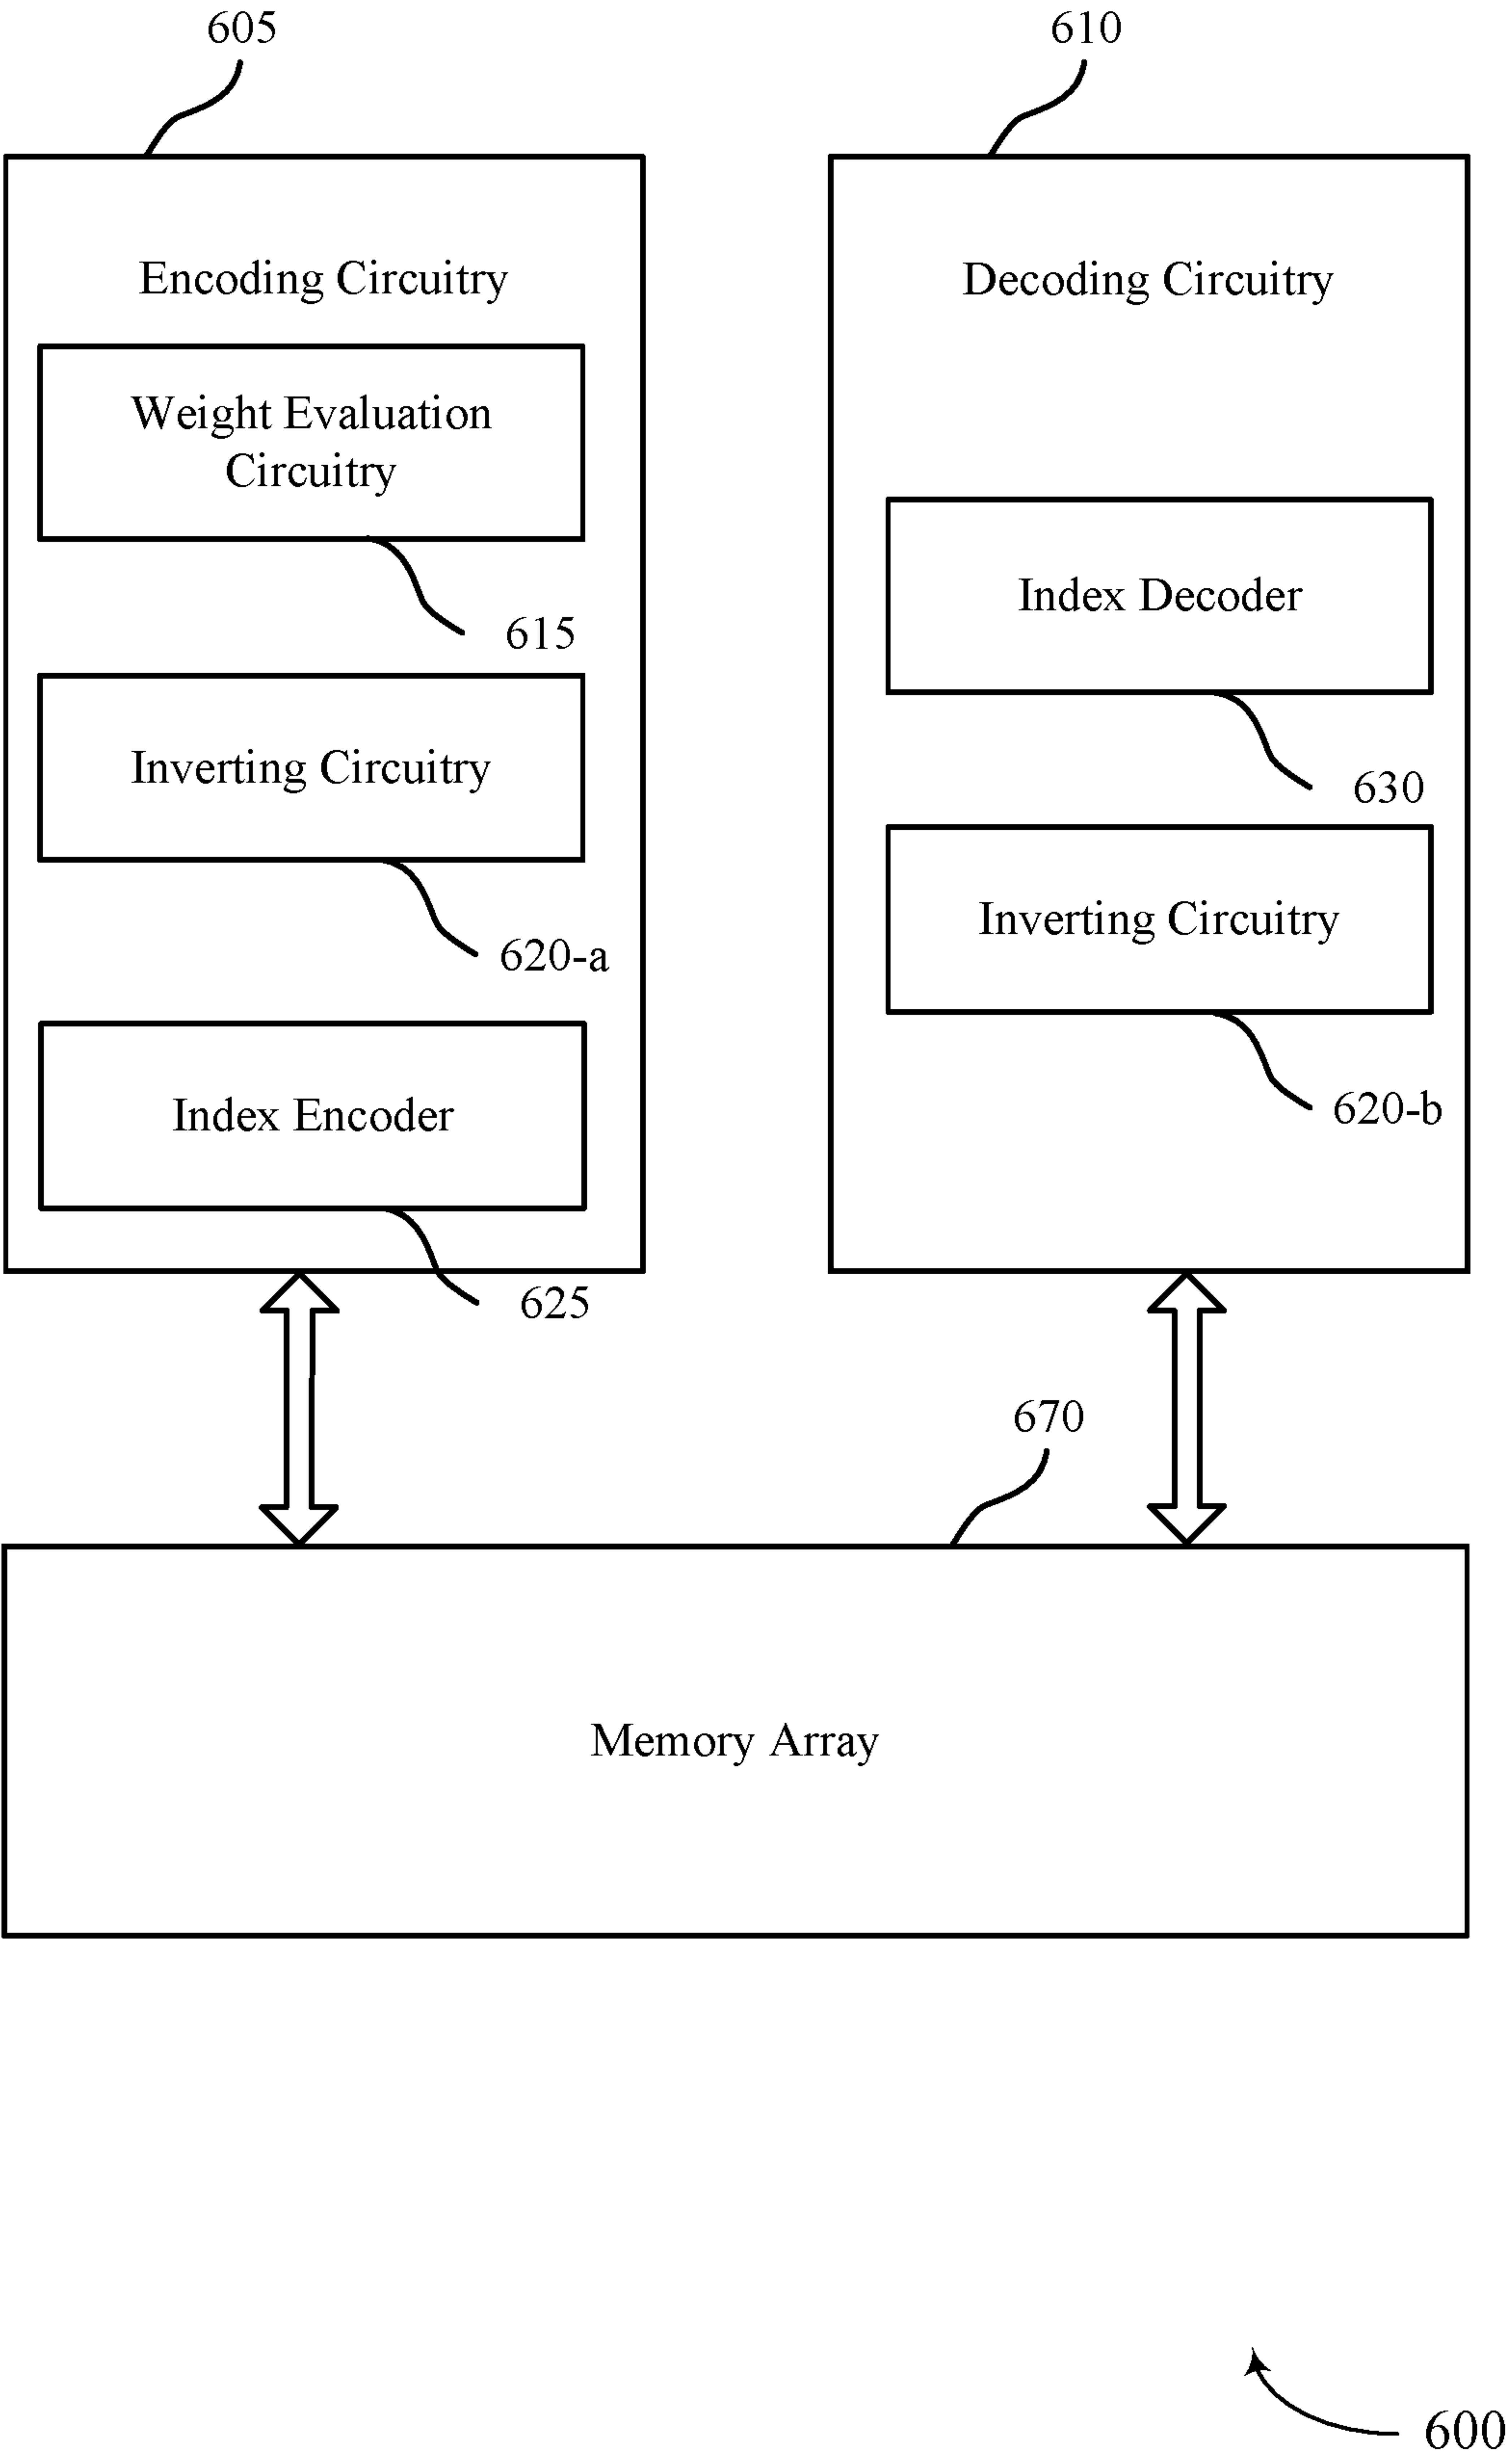 605
610
Encoding Circuitry
Decoding Circuitry
Weight Evaluation
Circuitry
615
Index Decoder
630
Inverting Circuitry
620-a
Inverting Circuitry
620-b
Index Encoder
625
670
Memory Array
600